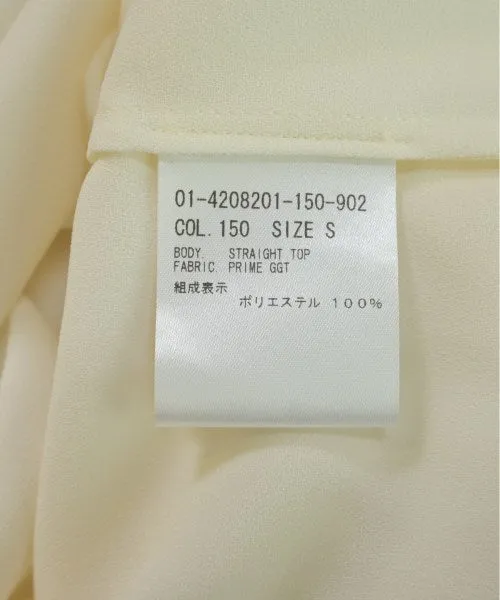 01-4208201-150-902
COL.150 SIZE S
BODY. STRAIGHT TOP
FABRIC. PRIME GGT
組成表示
ポリエステル 100%